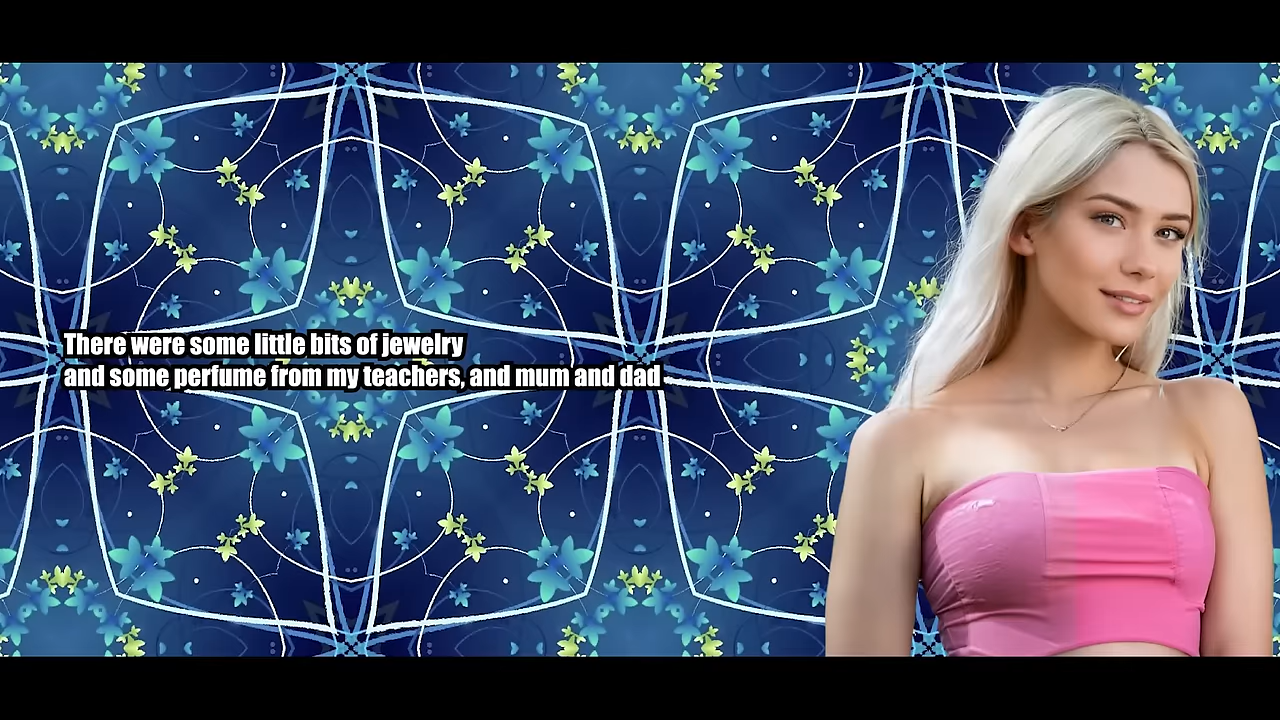 There were some little bits of jewelry
and some perfume from my teachers, and mum and dad